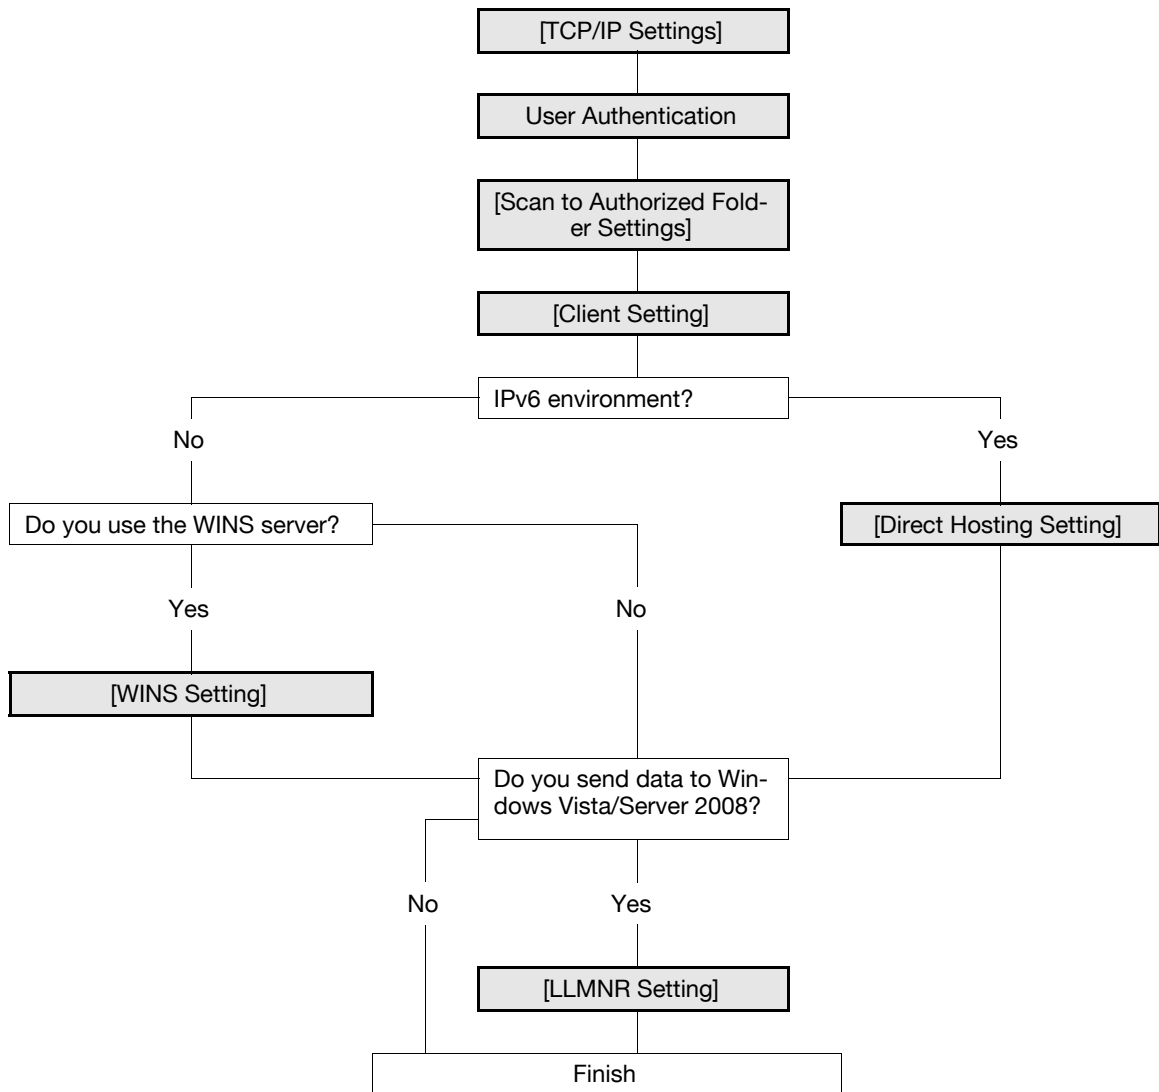 [TCP/IP Settings]
User Authentication
[Scan to Authorized Fold-
er Settings]
[Client Setting]
IPv6 environment?
No
Yes
Do you use the WINS server?
[Direct Hosting Setting]
Yes
No
[WINS Setting]
Do you send data to Win-
dows Vista/Server 2008?
No
Yes
[LLMNR Setting]
Finish